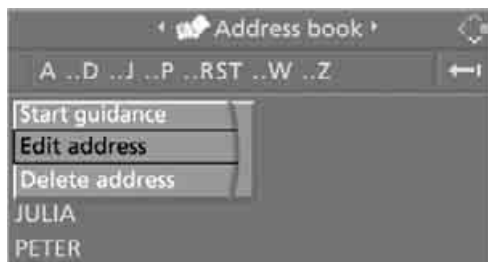 Address book
A ..D ..J ..P ..RST ..W ..Z
Start guidance
Edit address
Delete address
JULIA
PETER